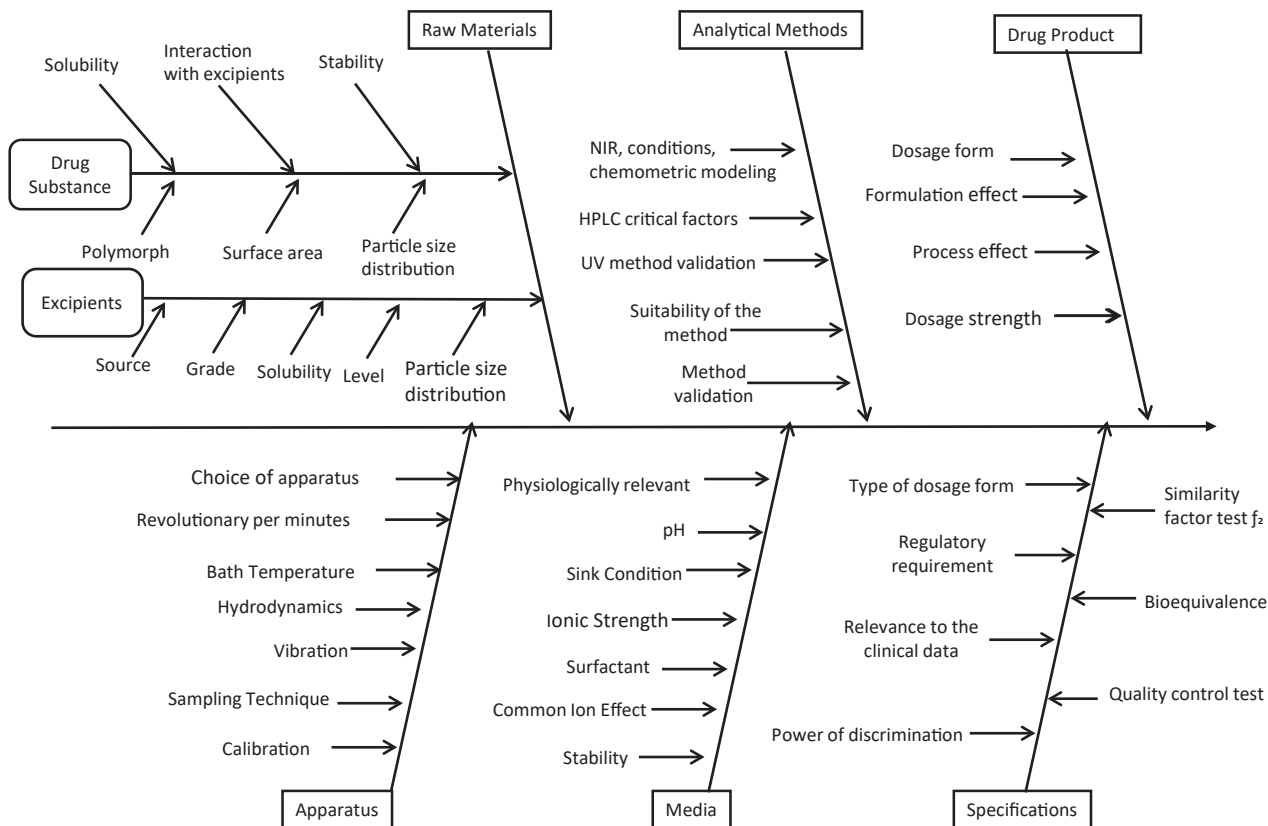 Raw Materials
Analytical Methods
Drug Product
Solubility
Interaction
with excipients
Stability
Drug
Substance
Polymorph
Surface area
Particle size
distribution
Excipients
Source
Grade
Solubility
Level
Particle size
distribution
NIR, conditions,
chemometric modeling
HPLC critical factors
UV method validation
Suitability of the
method
Method
validation
Dosage form
Formulation effect
Process effect
Dosage strength
Choice of apparatus
Revolutionary per minutes
Bath Temperature
Hydrodynamics
Vibration
Sampling Technique
Calibration
Apparatus
Physiologically relevant
pH
Sink Condition
Ionic Strength
Surfactant
Common Ion Effect
Stability
Media
Type of dosage form
Similarity
factor test ƒ₂
Regulatory
requirement
Bioequivalence
Relevance to the
clinical data
Quality control test
Power of discrimination
Specifications